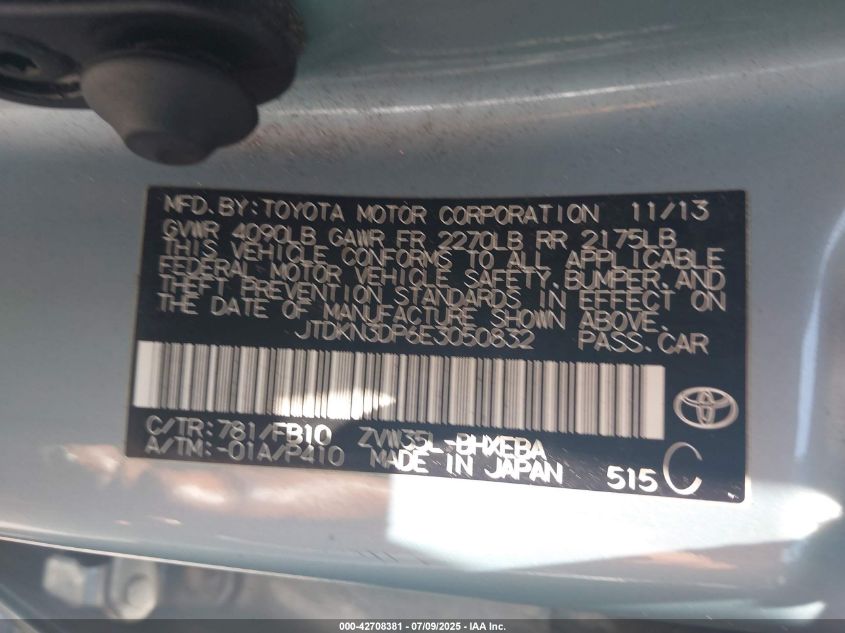 MFD. BY: TOYOTA MOTOR CORPORATION 11/13
GVWR 4090LB GAWR FR 2270LB RR 2175LB
THIS VEHICLE CONFORMS TO ALL APPLICABLE
FEDERAL MOTOR VEHICLE SAFETY, BUMPER, AND
THEFT PREVENTION STANDARDS IN EFFECT ON
THE DATE OF MANUFACTURE SHOWN ABOVE.
JTDKN3DP6E3050832 PASS. CAR
C/TR: 781/FB10 ZVW35L-BHXEBA
A/TM: -01A/P410 MADE IN JAPAN 515 C
000-42708381 / 07/09/2025 - IAA Inc.